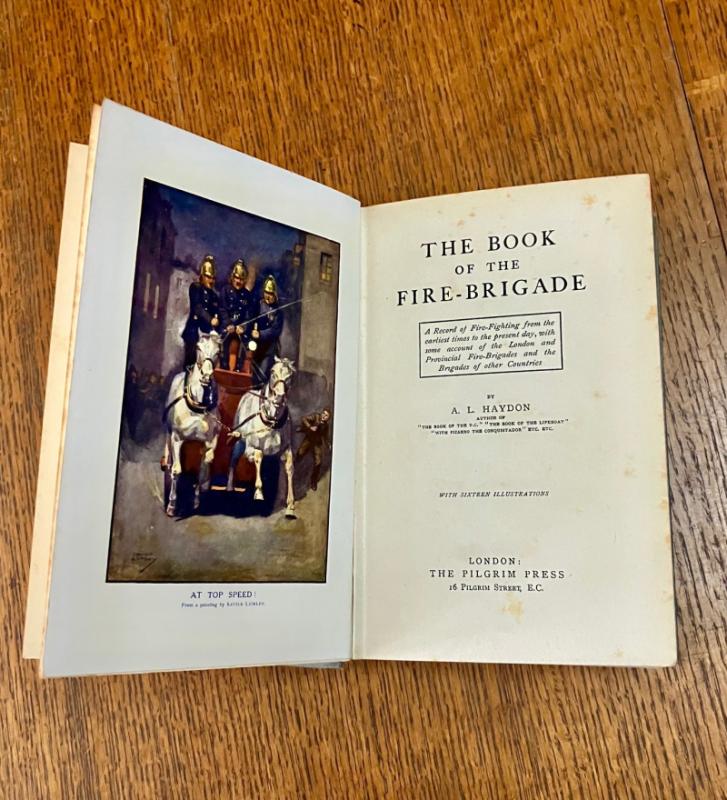 AT TOP SPEED!
From a painting by SAVILE LUMLEY.
THE BOOK
OF THE
FIRE-BRIGADE
A Record of Fire-Fighting from the
earliest times to the present day, with
some account of the London and
Provincial Fire-Brigades and the
Brigades of other Countries
BY
A. L. HAYDON
AUTHOR OF
"THE BOOK OF THE V.C." "THE BOOK OF THE LIFEBOAT"
"WITH PIZARRO THE CONQUISTADOR" ETC. ETC.
WITH SIXTEEN ILLUSTRATIONS
LONDON:
THE PILGRIM PRESS
16 PILGRIM STREET, E.C.